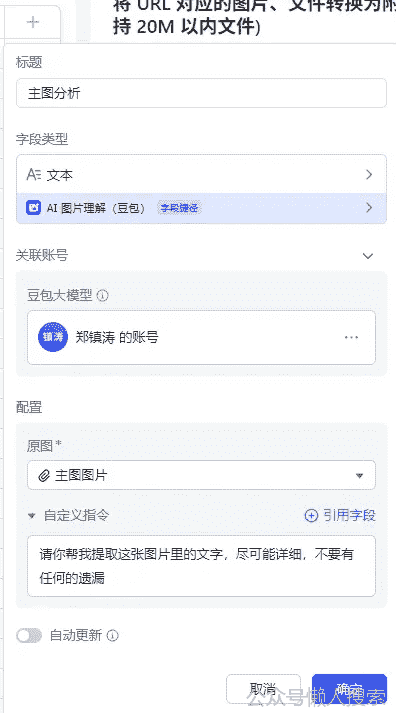 将 URL 对应的图片、文件转换为附
持 20M 以内文件)
标题
主图分析
字段类型
文本
AI 图片理解（豆包） 字段捷径
关联账号
豆包大模型
镇涛 郑镇涛 的账号
配置
原图*
主图图片
自定义指令 引用字段
请你帮我提取这张图片里的文字，尽可能详细，不要有
任何的遗漏
自动更新
取消 确定
公众号懒人搜索